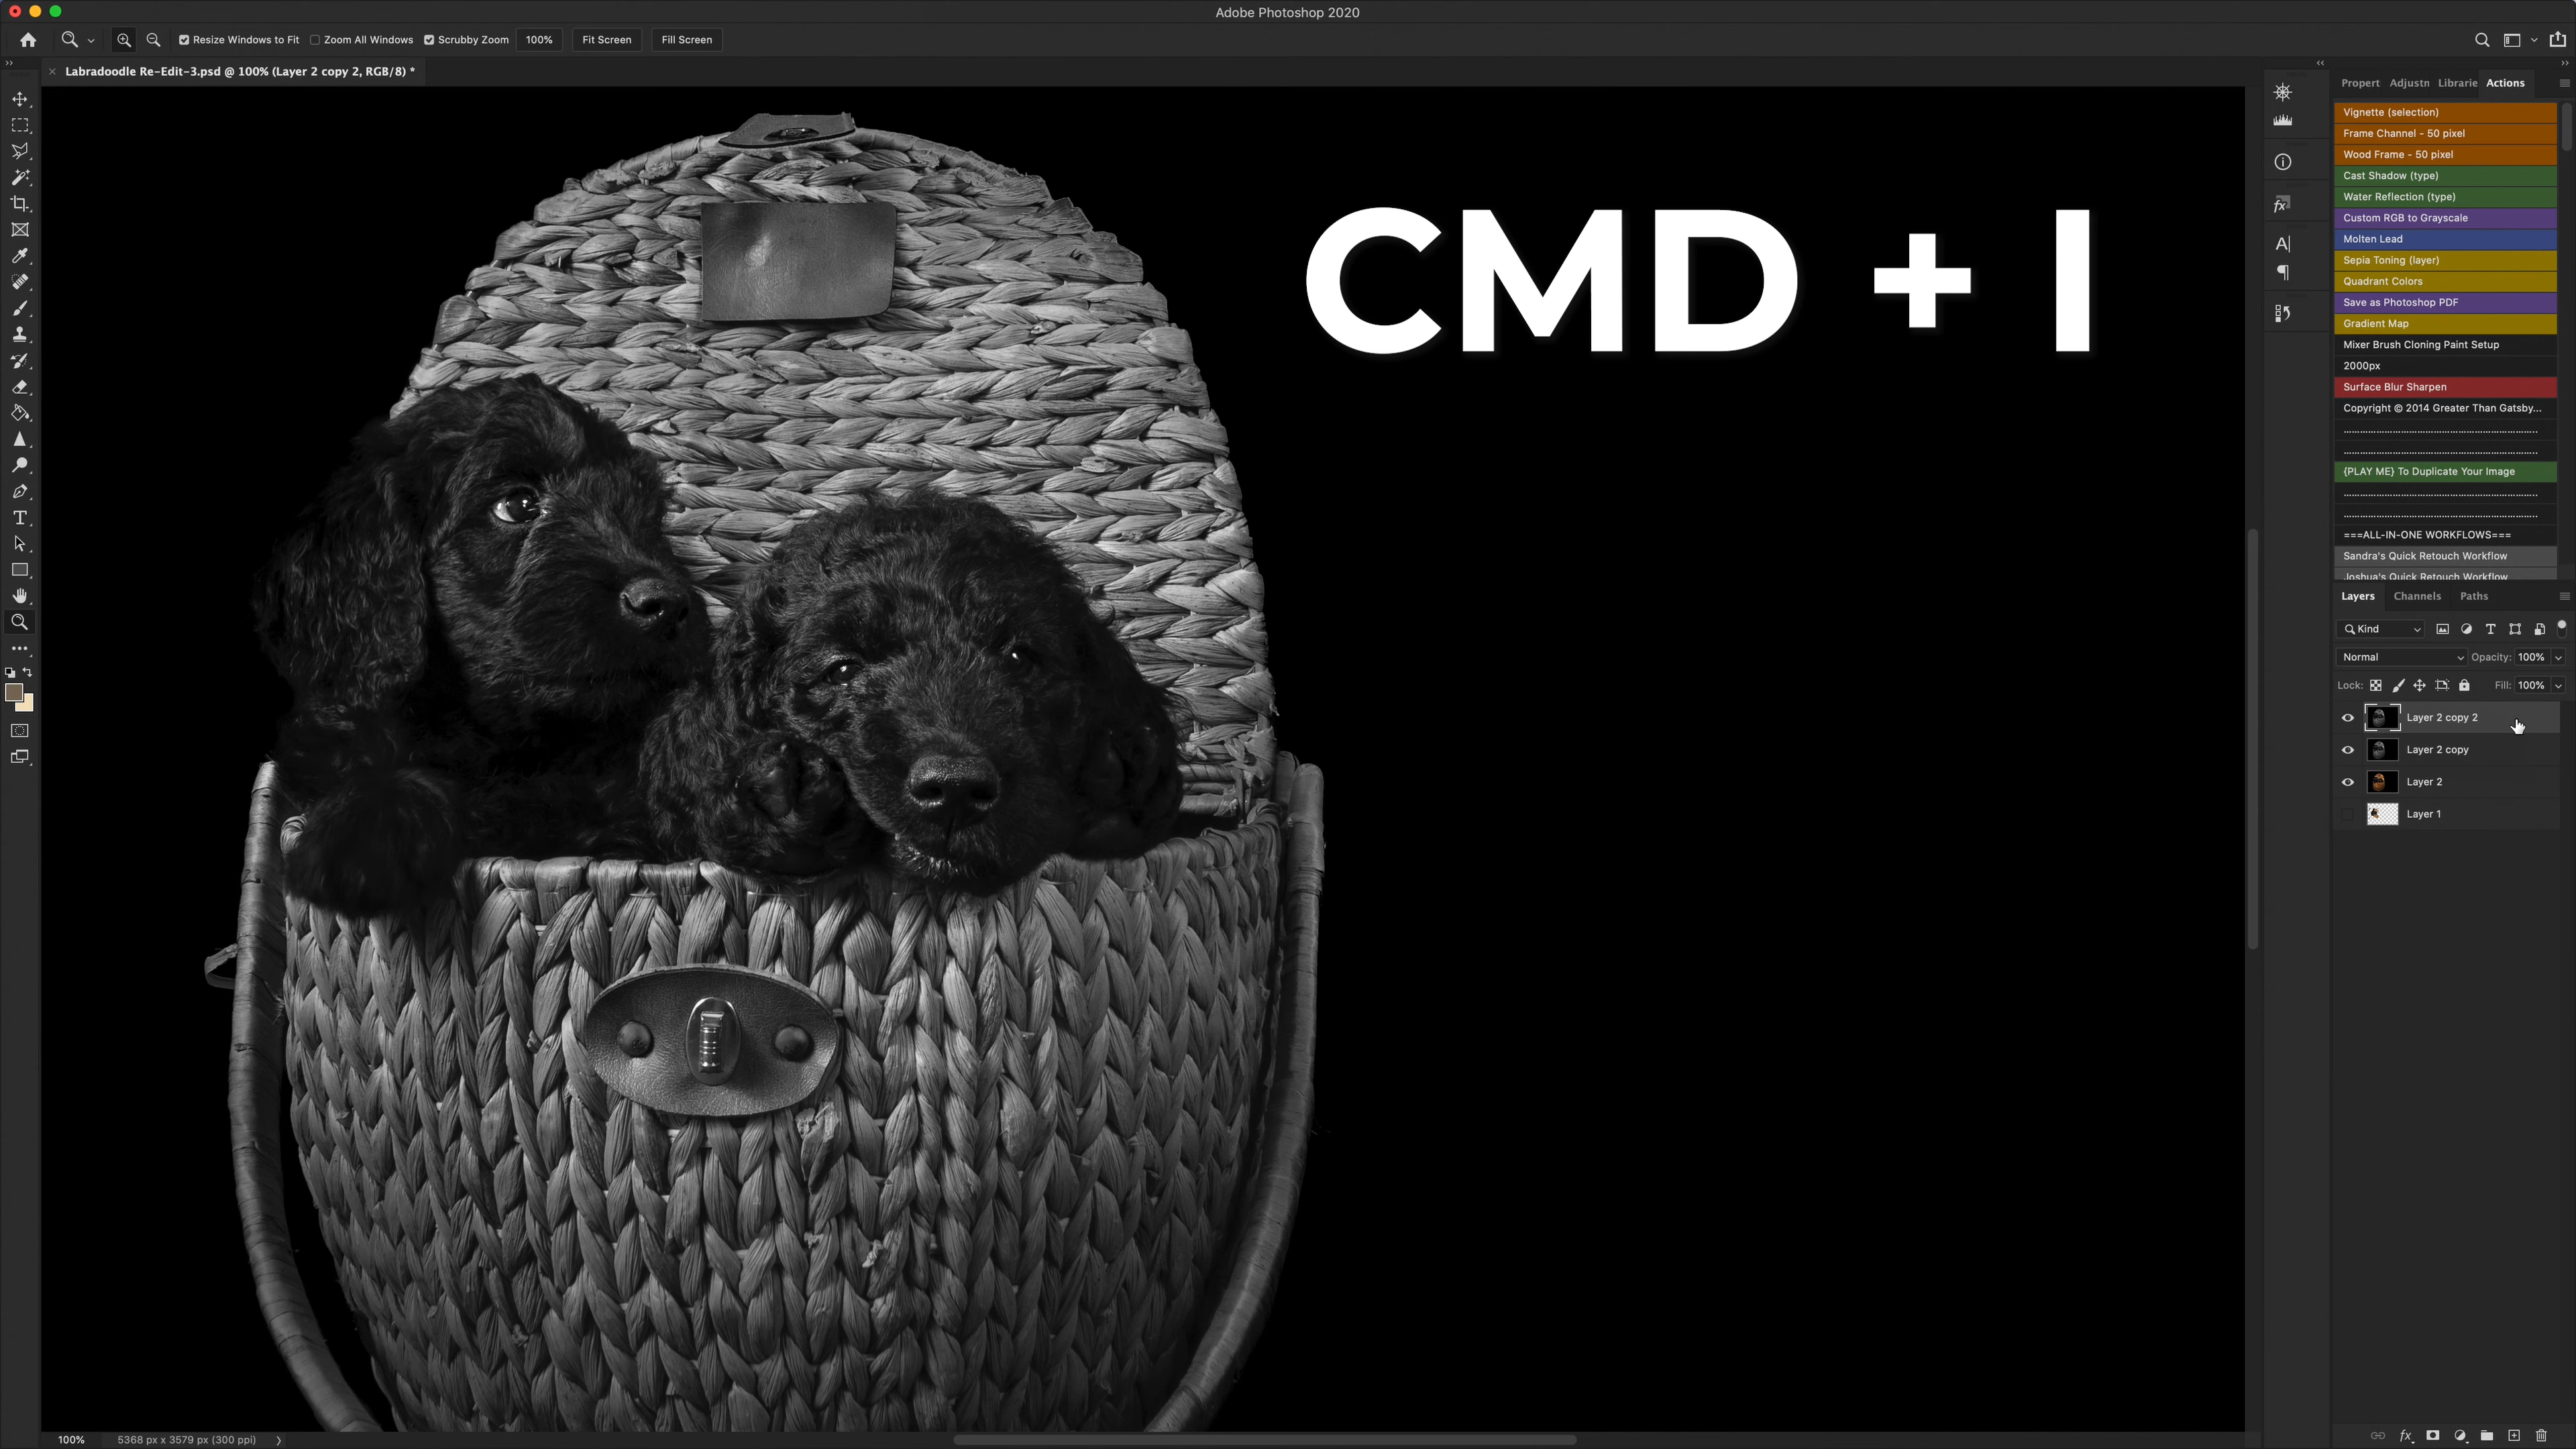 Adobe Photoshop 2020
Resize Windows to Fit Zoom All Windows Scrubby Zoom 100% Fit Screen Fill Screen
Labradoodle Re-Edit-3.psd @ 100% (Layer 2 copy 2, RGB/8) *
CMD + I
Propert Adjustn Librarie Actions
Vignette (selection)
Frame Channel - 50 pixel
Wood Frame - 50 pixel
Cast Shadow (type)
Water Reflection (type)
Custom RGB to Grayscale
Molten Lead
Sepia Toning (layer)
Quadrant Colors
Save as Photoshop PDF
Gradient Map
Mixer Brush Cloning Paint Setup
2000px
Surface Blur Sharpen
Copyright © 2014 Greater Than Gatsby...
{PLAY ME} To Duplicate Your Image
===ALL-IN-ONE WORKFLOWS===
Sandra's Quick Retouch Workflow
Joshua's Quick Retouch Workflow
Layers Channels Paths
Kind
Normal Opacity: 100%
Lock: Fill: 100%
Layer 2 copy 2
Layer 2 copy
Layer 2
Layer 1
100% 5368 px x 3579 px (300 ppi)